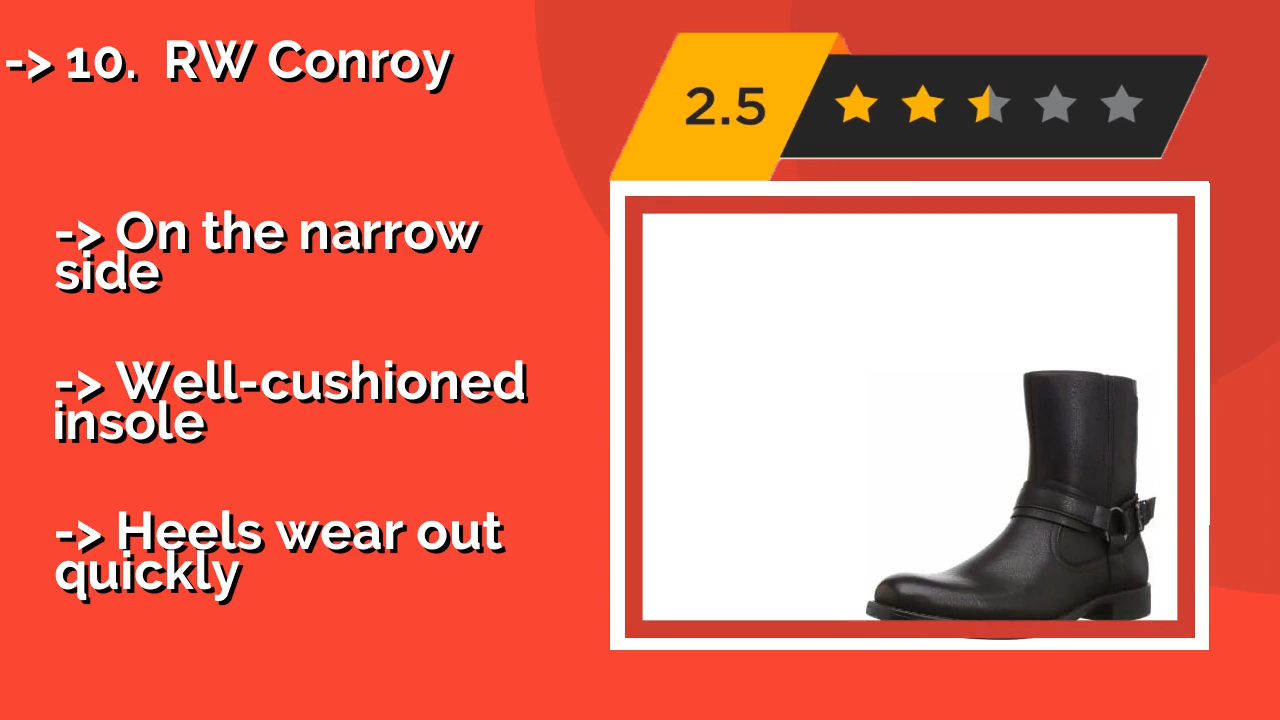 -> 10.  RW Conroy
2.5
-> On the narrow
side
-> Well-cushioned
insole
-> Heels wear out
quickly